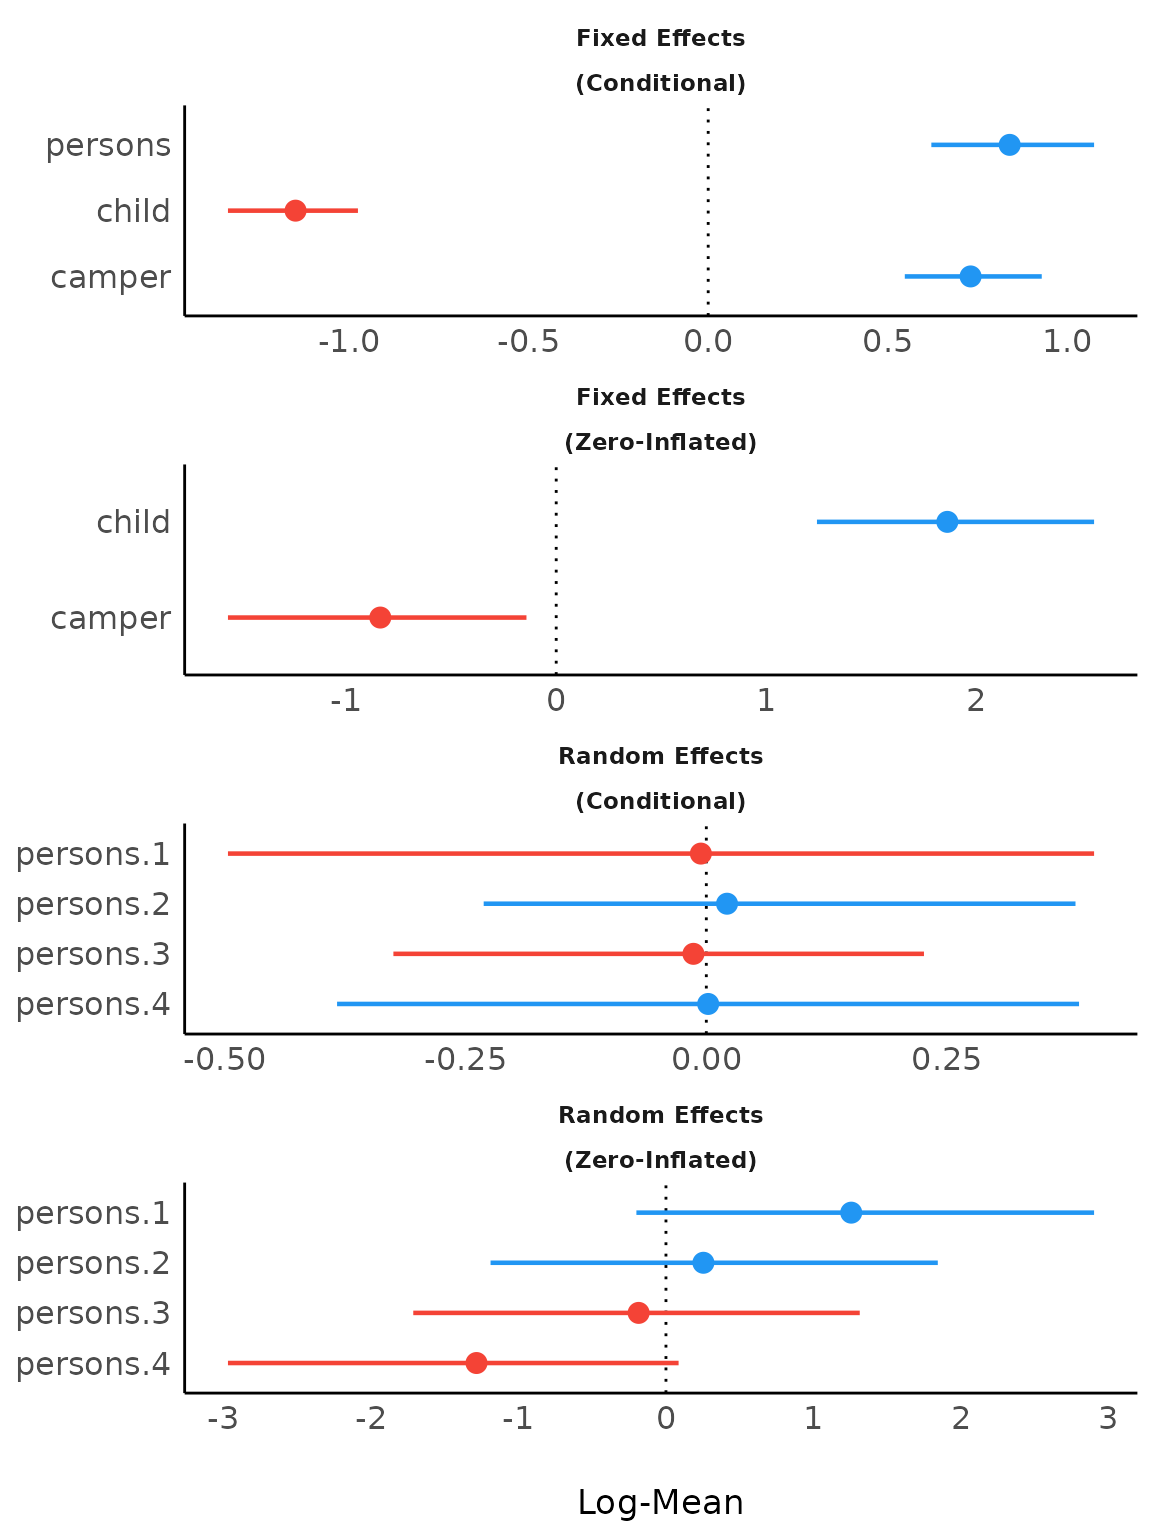 Fixed Effects
(Conditional)
persons
child
camper
-1.0 -0.5 0.0 0.5 1.0
Fixed Effects
(Zero-Inflated)
child
camper
-1 0 1 2
Random Effects
(Conditional)
persons.1
persons.2
persons.3
persons.4
-0.50 -0.25 0.00 0.25
Random Effects
(Zero-Inflated)
persons.1
persons.2
persons.3
persons.4
-3 -2 -1 0 1 2 3
Log-Mean